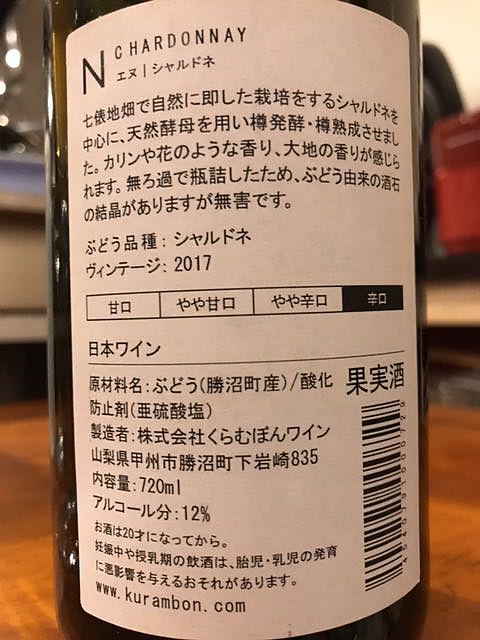 N CHARDONNAY
エヌ|シャルドネ
七俵地畑で自然に即した栽培をするシャルドネを
中心に、天然酵母を用い樽発酵・樽熟成させまし
た。カリンや花のような香り、大地の香りが感じら
れます。無ろ過で瓶詰したため、ぶどう由来の酒石
の結晶がありますが無害です。
ぶどう品種：シャルドネ
ヴィンテージ：2017
甘口 やや甘口 やや辛口 辛口
日本ワイン
原材料名：ぶどう（勝沼町産）/酸化
防止剤（亜硫酸塩）
果実酒
製造者：株式会社くらむぼんワイン
山梨県甲州市勝沼町下岩崎835
内容量：720ml
アルコール分：12%
お酒は20才になってから。
妊娠中や授乳期の飲酒は、胎児・乳児の発育
に悪影響を与えるおそれがあります。
www.kurambon.com